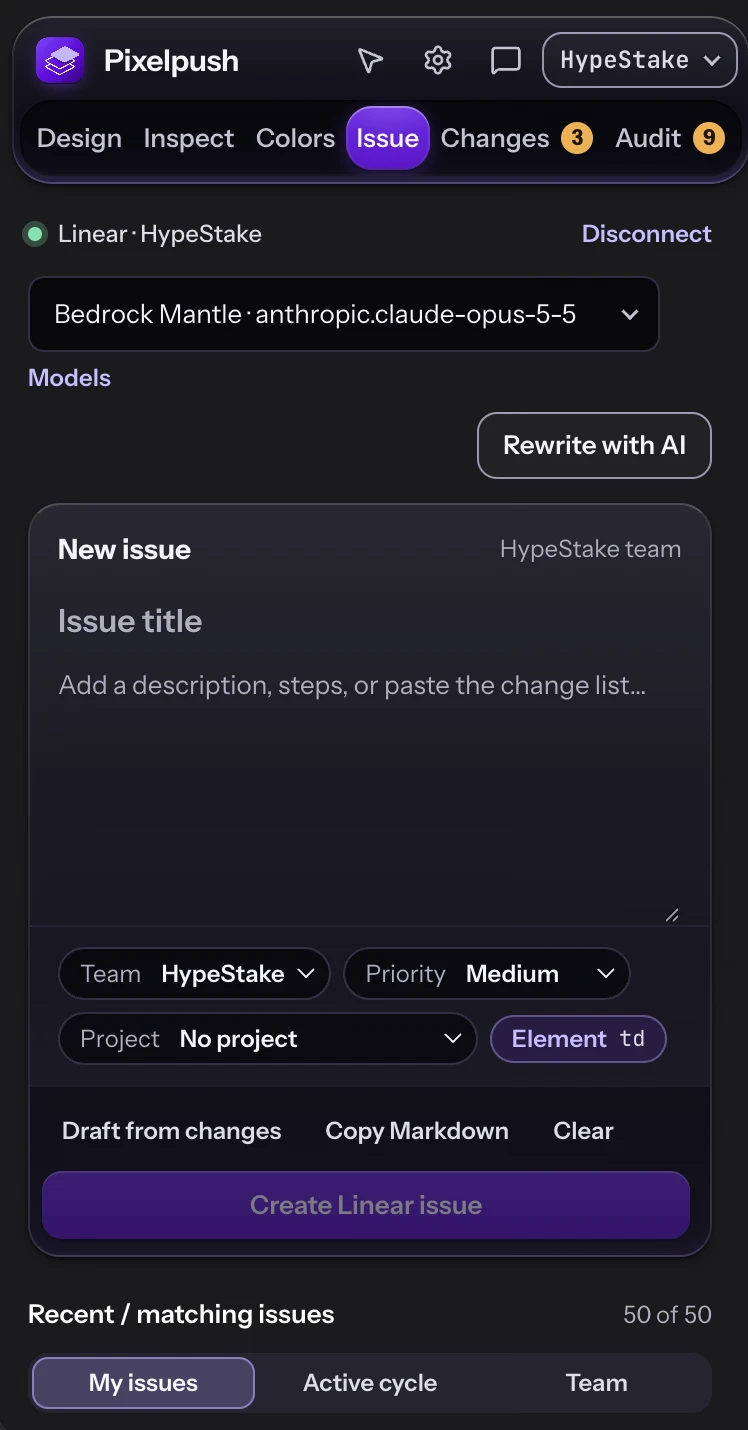 Pixelpush HypeStake
Design Inspect Colors Issue Changes 3 Audit 9
Linear · HypeStake Disconnect
Bedrock Mantle · anthropic.claude-opus-5-5
Models
Rewrite with AI
New issue HypeStake team
Issue title
Add a description, steps, or paste the change list...
Team HypeStake Priority Medium
Project No project Element td
Draft from changes Copy Markdown Clear
Create Linear issue
Recent / matching issues 50 of 50
My issues Active cycle Team